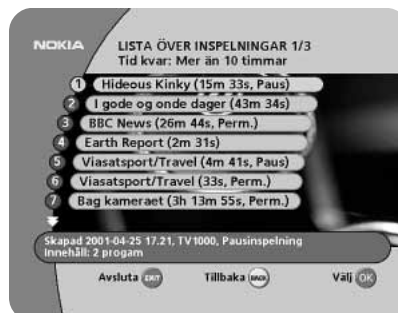 NOKIA
LISTA ÖVER INSPELNINGAR 1/3
Tid kvar: Mer än 10 timmar
1 Hideous Kinky (15m 33s, Paus)
2 I gode og onde dager (43m 34s)
3 BBC News (26m 44s, Perm.)
4 Earth Report (2m 31s)
5 Viasatsport/Travel (4m 41s, Paus)
6 Viasatsport/Travel (33s, Perm.)
7 Bag kameraet (3h 13m 55s, Perm.)
Skapad 2001-04-25 17.21, TV1000, Pausinspelning
Innehåll: 2 progam
Avsluta EXIT Tillbaka BACK Välj OK